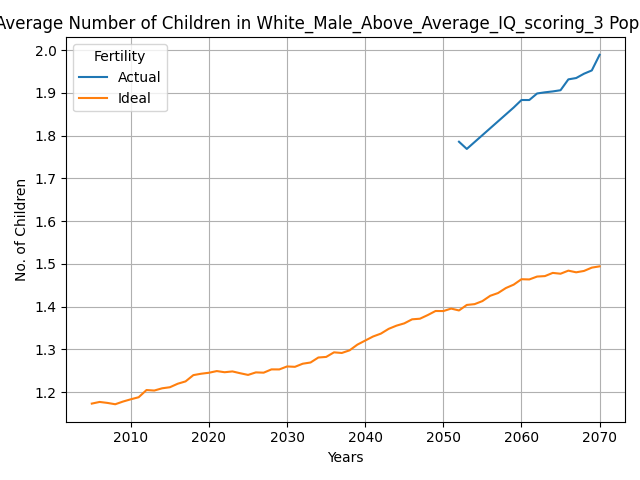 Average Number of Children in White_Male_Above_Average_IQ_scoring_3 Pop
Fertility
Actual
Ideal
2.0
1.9
1.8
1.7
1.6
1.5
1.4
1.3
1.2
No. of Children
2010 2020 2030 2040 2050 2060 2070
Years